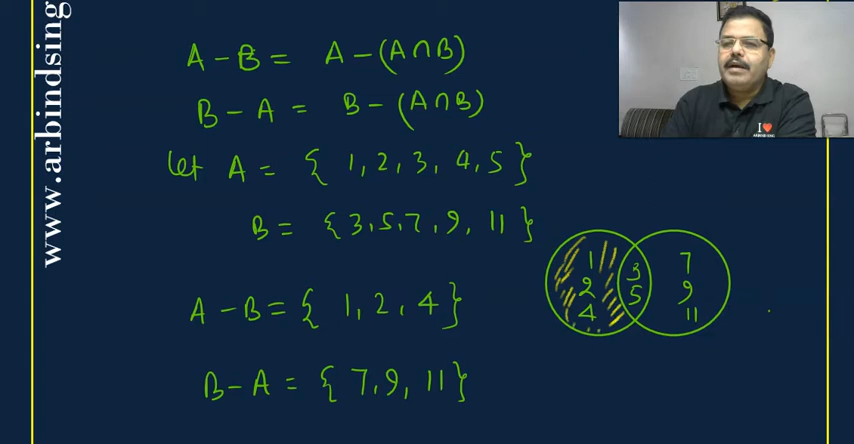 www.arbindsing
A - B = A - (A ∩ B)
B - A = B - (A ∩ B)
let A = { 1, 2, 3, 4, 5 }
B = { 3, 5, 7, 9, 11 }
A - B = { 1, 2, 4 }
B - A = { 7, 9, 11 }
1
2
4
3
5
7
9
11
I ❤